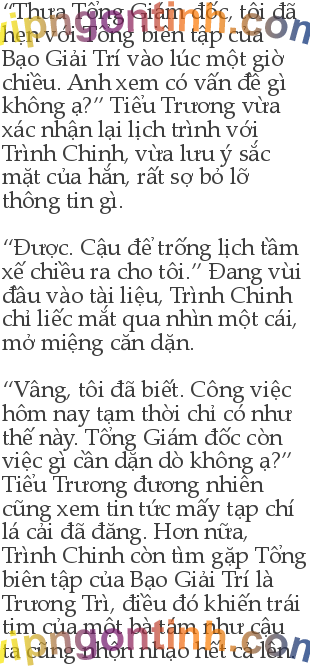 “Thưa Tổng Giám đốc, tôi đã
hẹn với Tổng biên tập của
Bạo Giải Trí vào lúc một giờ
chiều. Anh xem có vấn đề gì
không ạ?” Tiểu Trương vừa
xác nhận lại lịch trình với
Trình Chinh, vừa lưu ý sắc
mặt của hắn, rất sợ bỏ lỡ
thông tin gì.
“Được. Cậu để trống lịch tầm
xế chiều ra cho tôi.” Đang vùi
đầu vào tài liệu, Trình Chinh
chỉ liếc mắt qua nhìn một cái,
mở miệng căn dặn.
“Vâng, tôi đã biết. Công việc
hôm nay tạm thời chỉ có như
thế này. Tổng Giám đốc còn
việc gì cần dặn dò không ạ?”
Tiểu Trương đương nhiên
cũng xem tin tức mấy tạp chí
lá cải đã đăng. Hơn nữa,
Trình Chinh còn tìm gặp Tổng
biên tập của Bạo Giải Trí là
Trương Trì, điều đó khiến trái
tim của một bà tám như cậu
ta cũng nhộn nhạo hết cả lên.
vipngontinh.com
vipngontinh.com